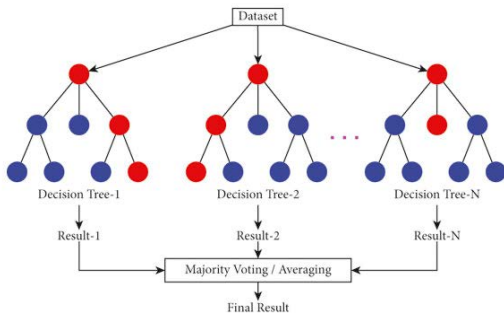 Dataset
Decision Tree-1
Decision Tree-2
Decision Tree-N
Result-1
Result-2
Result-N
Majority Voting / Averaging
Final Result